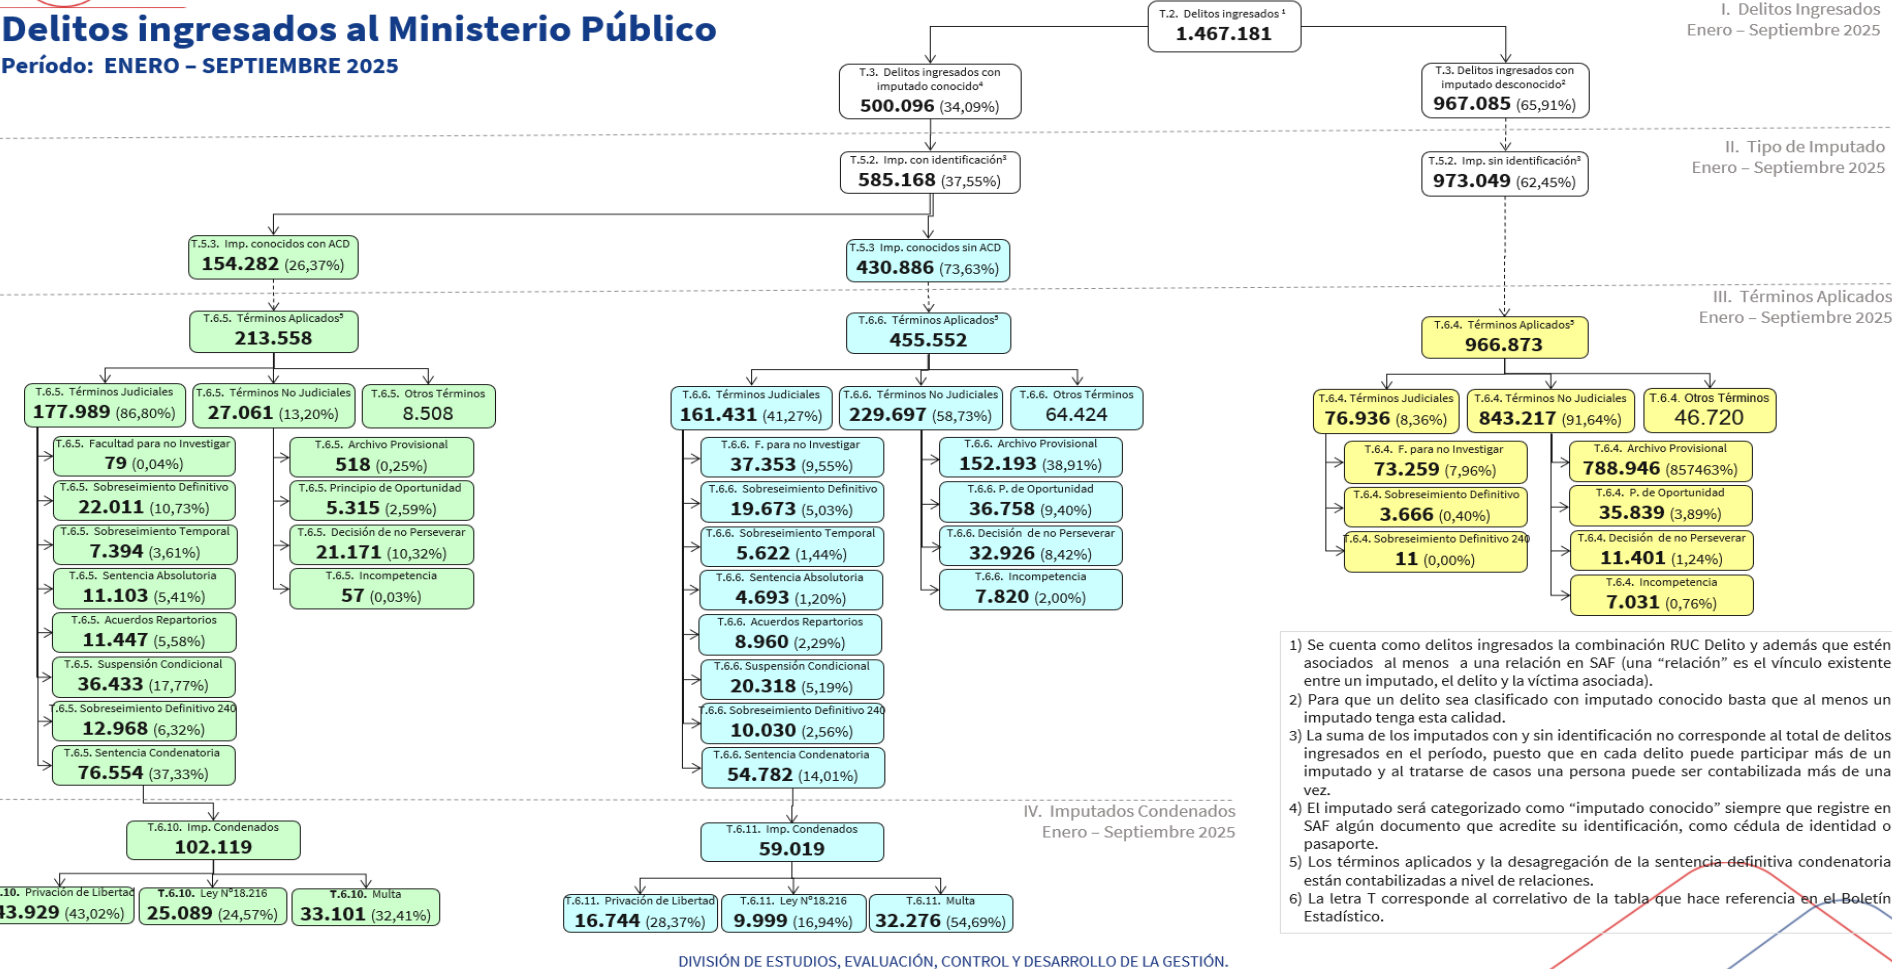 Delitos ingresados al Ministerio Público
Período: ENERO – SEPTIEMBRE 2025
T.2. Delitos ingresados ¹
1.467.181
I. Delitos Ingresados
Enero – Septiembre 2025
T.3. Delitos ingresados con
imputado conocido⁴
500.096 (34,09%)
T.3. Delitos ingresados con
imputado desconocido²
967.085 (65,91%)
II. Tipo de Imputado
Enero – Septiembre 2025
T.5.2. Imp. con identificación³
585.168 (37,55%)
T.5.2. Imp. sin identificación³
973.049 (62,45%)
T.5.3. Imp. conocidos con ACD
154.282 (26,37%)
T.5.3 Imp. conocidos sin ACD
430.886 (73,63%)
III. Términos Aplicados
Enero – Septiembre 2025
T.6.5. Términos Aplicados⁵
213.558
T.6.6. Términos Aplicados⁵
455.552
T.6.4. Términos Aplicados⁵
966.873
T.6.5. Términos Judiciales
177.989 (86,80%)
T.6.5. Términos No Judiciales
27.061 (13,20%)
T.6.5. Otros Términos
8.508
T.6.5. Facultad para no Investigar
79 (0,04%)
T.6.5. Sobreseimiento Definitivo
22.011 (10,73%)
T.6.5. Sobreseimiento Temporal
7.394 (3,61%)
T.6.5. Sentencia Absolutoria
11.103 (5,41%)
T.6.5. Acuerdos Repartorios
11.447 (5,58%)
T.6.5. Suspensión Condicional
36.433 (17,77%)
T.6.5. Sobreseimiento Definitivo 240
12.968 (6,32%)
T.6.5. Sentencia Condenatoria
76.554 (37,33%)
T.6.5. Archivo Provisional
518 (0,25%)
T.6.5. Principio de Oportunidad
5.315 (2,59%)
T.6.5. Decisión de no Perseverar
21.171 (10,32%)
T.6.5. Incompetencia
57 (0,03%)
T.6.6. Términos Judiciales
161.431 (41,27%)
T.6.6. Términos No Judiciales
229.697 (58,73%)
T.6.6. Otros Términos
64.424
T.6.6. F. para no Investigar
37.353 (9,55%)
T.6.6. Sobreseimiento Definitivo
19.673 (5,03%)
T.6.6. Sobreseimiento Temporal
5.622 (1,44%)
T.6.6. Sentencia Absolutoria
4.693 (1,20%)
T.6.6. Acuerdos Repartorios
8.960 (2,29%)
T.6.6. Suspensión Condicional
20.318 (5,19%)
T.6.6. Sobreseimiento Definitivo 240
10.030 (2,56%)
T.6.6. Sentencia Condenatoria
54.782 (14,01%)
T.6.6. Archivo Provisional
152.193 (38,91%)
T.6.6. P. de Oportunidad
36.758 (9,40%)
T.6.6. Decisión de no Perseverar
32.926 (8,42%)
T.6.6. Incompetencia
7.820 (2,00%)
T.6.4. Términos Judiciales
76.936 (8,36%)
T.6.4. Términos No Judiciales
843.217 (91,64%)
T.6.4. Otros Términos
46.720
T.6.4. F. para no Investigar
73.259 (7,96%)
T.6.4. Sobreseimiento Definitivo
3.666 (0,40%)
T.6.4. Sobreseimiento Definitivo 240
11 (0,00%)
T.6.4. Archivo Provisional
788.946 (857463%)
T.6.4. P. de Oportunidad
35.839 (3,89%)
T.6.4. Decisión de no Perseverar
11.401 (1,24%)
T.6.4. Incompetencia
7.031 (0,76%)
IV. Imputados Condenados
Enero – Septiembre 2025
T.6.10. Imp. Condenados
102.119
T.6.11. Imp. Condenados
59.019
.10. Privación de Libertad
43.929 (43,02%)
T.6.10. Ley Nº18.216
25.089 (24,57%)
T.6.10. Multa
33.101 (32,41%)
T.6.11. Privación de Libertad
16.744 (28,37%)
T.6.11. Ley Nº18.216
9.999 (16,94%)
T.6.11. Multa
32.276 (54,69%)
1) Se cuenta como delitos ingresados la combinación RUC Delito y además que estén
asociados al menos a una relación en SAF (una “relación” es el vínculo existente
entre un imputado, el delito y la víctima asociada).
2) Para que un delito sea clasificado con imputado conocido basta que al menos un
imputado tenga esta calidad.
3) La suma de los imputados con y sin identificación no corresponde al total de delitos
ingresados en el período, puesto que en cada delito puede participar más de un
imputado y al tratarse de casos una persona puede ser contabilizada más de una
vez.
4) El imputado será categorizado como “imputado conocido” siempre que registre en
SAF algún documento que acredite su identificación, como cédula de identidad o
pasaporte.
5) Los términos aplicados y la desagregación de la sentencia definitiva condenatoria
están contabilizadas a nivel de relaciones.
6) La letra T corresponde al correlativo de la tabla que hace referencia en el Boletín
Estadístico.
DIVISIÓN DE ESTUDIOS, EVALUACIÓN, CONTROL Y DESARROLLO DE LA GESTIÓN.